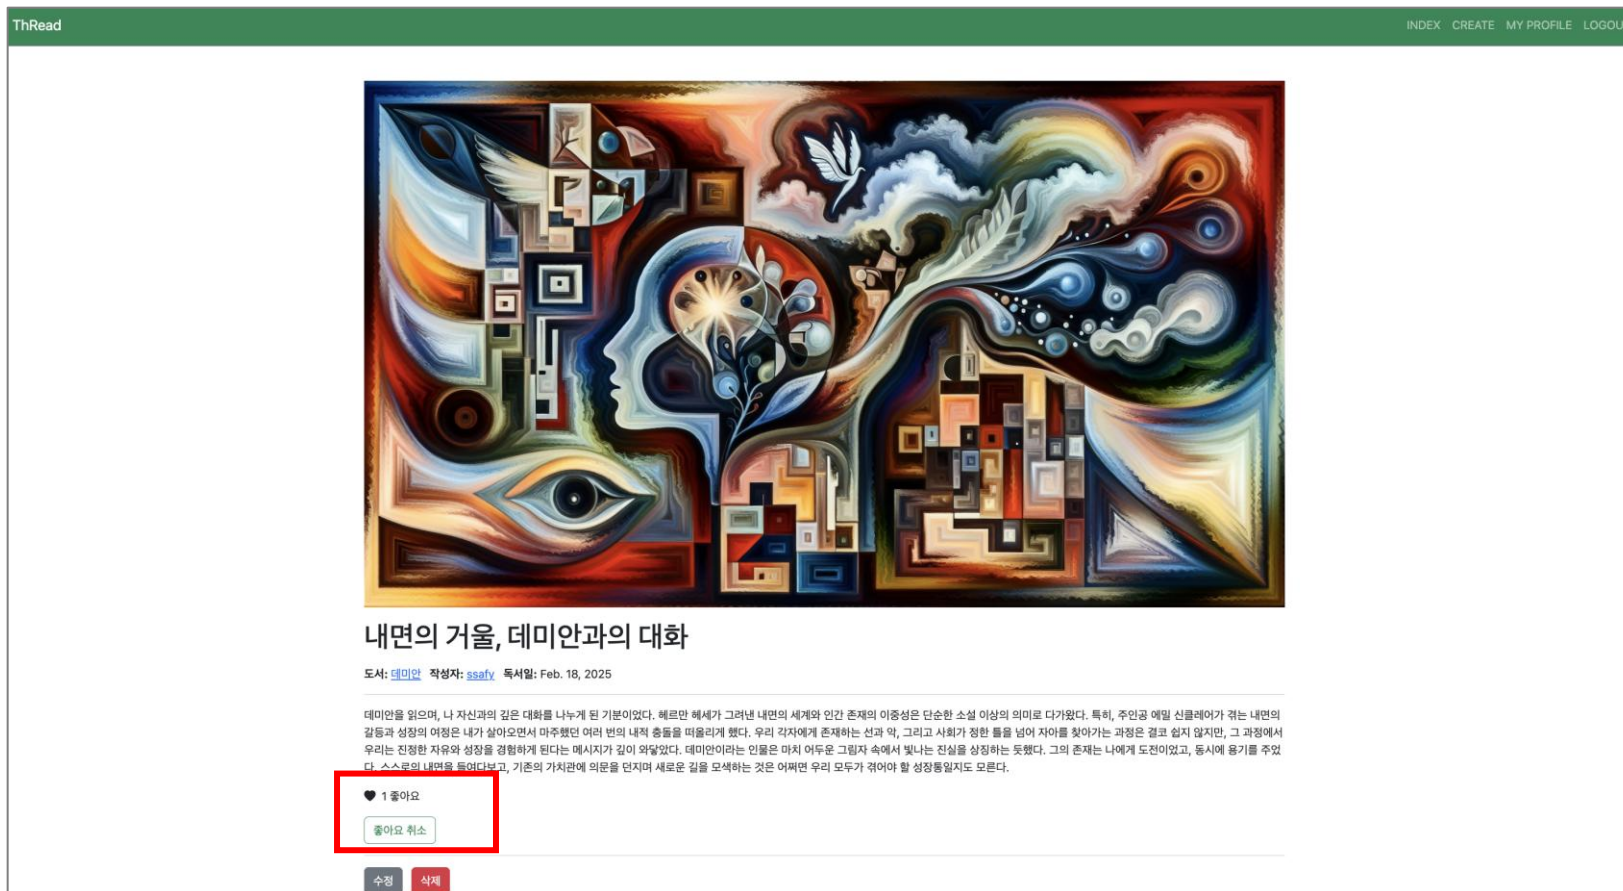 ThRead
INDEX CREATE MY PROFILE LOGOU
내면의 거울, 데미안과의 대화
도서: 데미안 작성자: ssafy 독서일: Feb. 18, 2025
데미안을 읽으며, 나 자신과의 깊은 대화를 나누게 된 기분이었다. 헤르만 헤세가 그려낸 내면의 세계와 인간 존재의 이중성은 단순한 소설 이상의 의미로 다가왔다. 특히, 주인공 에밀 신클레어가 겪는 내면의
갈등과 성장의 여정은 내가 살아오면서 마주했던 여러 번의 내적 충돌을 떠올리게 했다. 우리 각자에게 존재하는 선과 악, 그리고 사회가 정한 틀을 넘어 자아를 찾아가는 과정은 결코 쉽지 않지만, 그 과정에서
우리는 진정한 자유와 성장을 경험하게 된다는 메시지가 깊이 와닿았다. 데미안이라는 인물은 마치 어두운 그림자 속에서 빛나는 진실을 상징하는 듯했다. 그의 존재는 나에게 도전이었고, 동시에 용기를 주었
다. 스스로의 내면을 들여다보고, 기존의 가치관에 의문을 던지며 새로운 길을 모색하는 것은 어쩌면 우리 모두가 겪어야 할 성장통일지도 모른다.
1 좋아요
좋아요 취소
수정 삭제